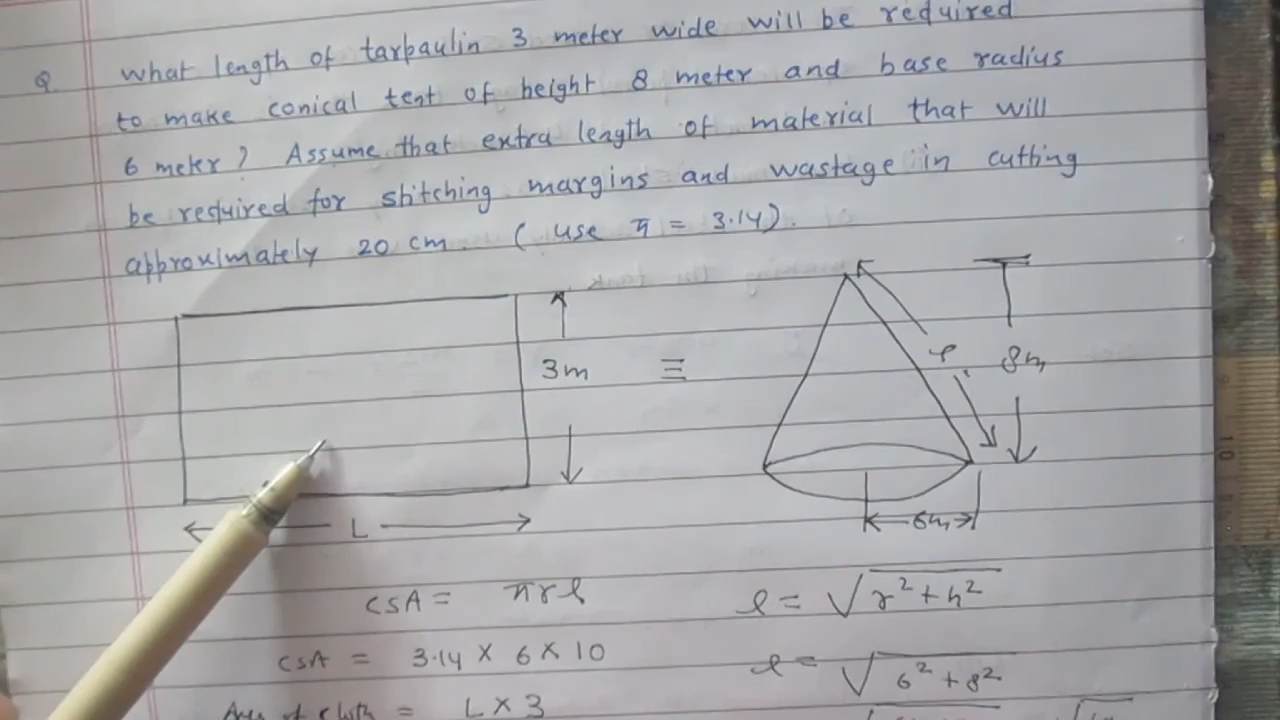 Q. What length of tarpaulin 3 meter wide will be required
to make conical tent of height 8 meter and base radius
6 meter? Assume that extra length of material that will
be required for stitching margins and wastage in cutting
approximately 20 cm. (use π = 3.14).
3m ≡ l 8m
L 6m
CSA = πrl l = √r²+h²
CSA = 3.14 × 6 × 10 l = √6²+8²
Area of cloth = L × 3